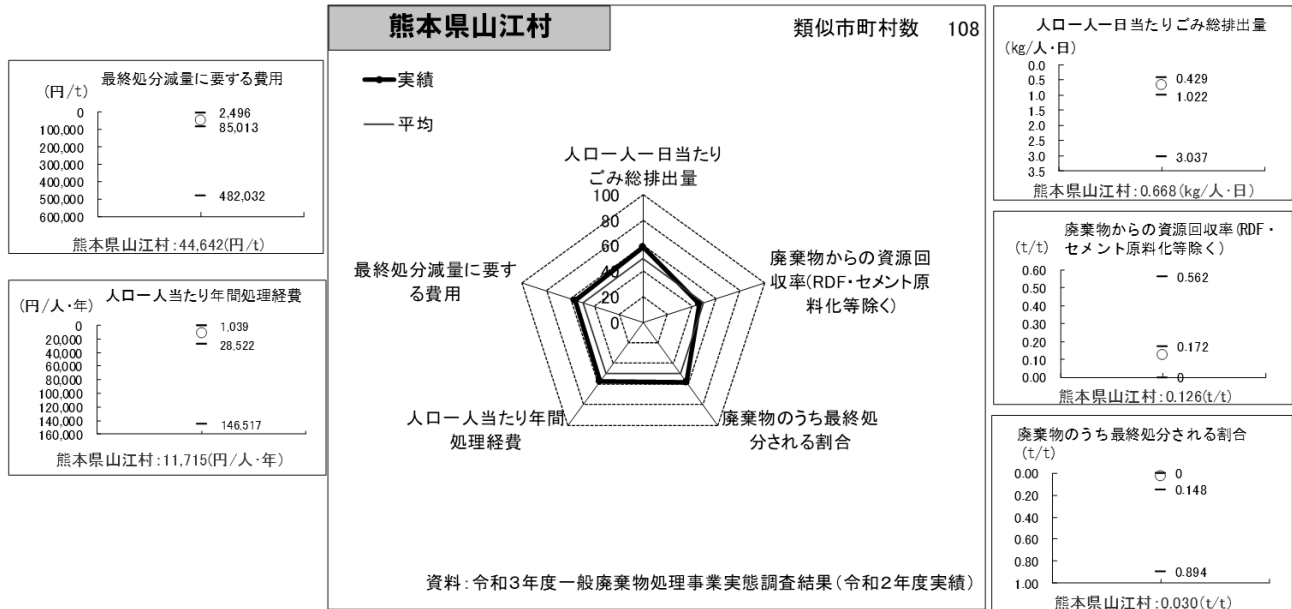 熊本県山江村
類似市町村数 108
実績
平均
人口一人一日当たり
ごみ総排出量
廃棄物からの資源回
収率(RDF・セメント原
料化等除く)
廃棄物のうち最終処
分される割合
人口一人当たり年間
処理経費
最終処分減量に要す
る費用
100
80
60
40
20
0
資料:令和3年度一般廃棄物処理事業実態調査結果(令和2年度実績)
最終処分減量に要する費用
(円/t)
0
100,000
200,000
300,000
400,000
500,000
600,000
2,496
85,013
482,032
熊本県山江村:44,642(円/t)
人口一人当たり年間処理経費
(円/人・年)
0
20,000
40,000
60,000
80,000
100,000
120,000
140,000
160,000
1,039
28,522
146,517
熊本県山江村:11,715(円/人・年)
人口一人一日当たりごみ総排出量
(kg/人・日)
0.0
0.5
1.0
1.5
2.0
2.5
3.0
3.5
0.429
1.022
3.037
熊本県山江村:0.668(kg/人・日)
廃棄物からの資源回収率(RDF・
セメント原料化等除く)
(t/t)
0.60
0.50
0.40
0.30
0.20
0.10
0.00
0.562
0.172
0
熊本県山江村:0.126(t/t)
廃棄物のうち最終処分される割合
(t/t)
0.00
0.20
0.40
0.60
0.80
1.00
0
0.148
0.894
熊本県山江村:0.030(t/t)